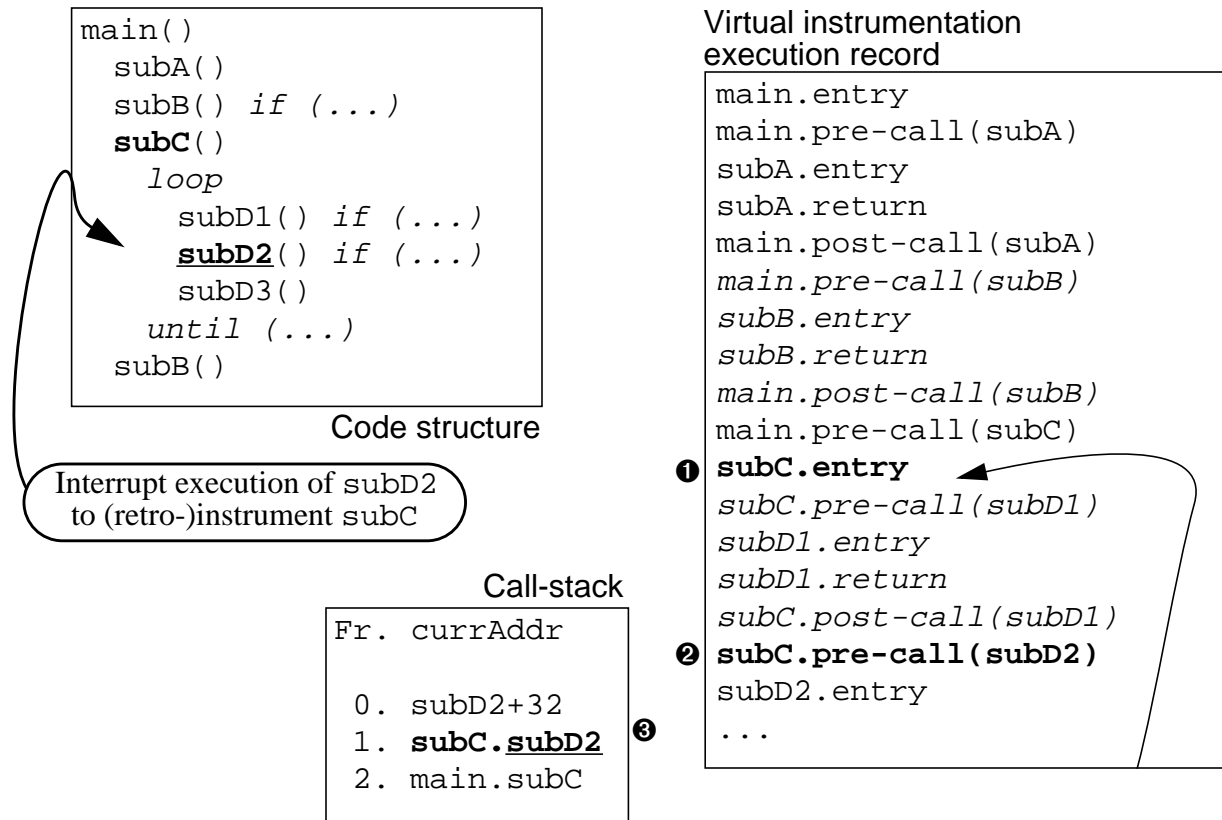 main()
subA()
subB() if (...)
subC()
loop
subD1() if (...)
subD2() if (...)
subD3()
until (...)
subB()
Code structure
Interrupt execution of subD2
to (retro-)instrument subC
Call-stack
Fr. currAddr
0. subD2+32
1. subC.subD2
2. main.subC
❸
Virtual instrumentation
execution record
main.entry
main.pre-call(subA)
subA.entry
subA.return
main.post-call(subA)
main.pre-call(subB)
subB.entry
subB.return
main.post-call(subB)
main.pre-call(subC)
❶ subC.entry
subC.pre-call(subD1)
subD1.entry
subD1.return
subC.post-call(subD1)
❷ subC.pre-call(subD2)
subD2.entry
...